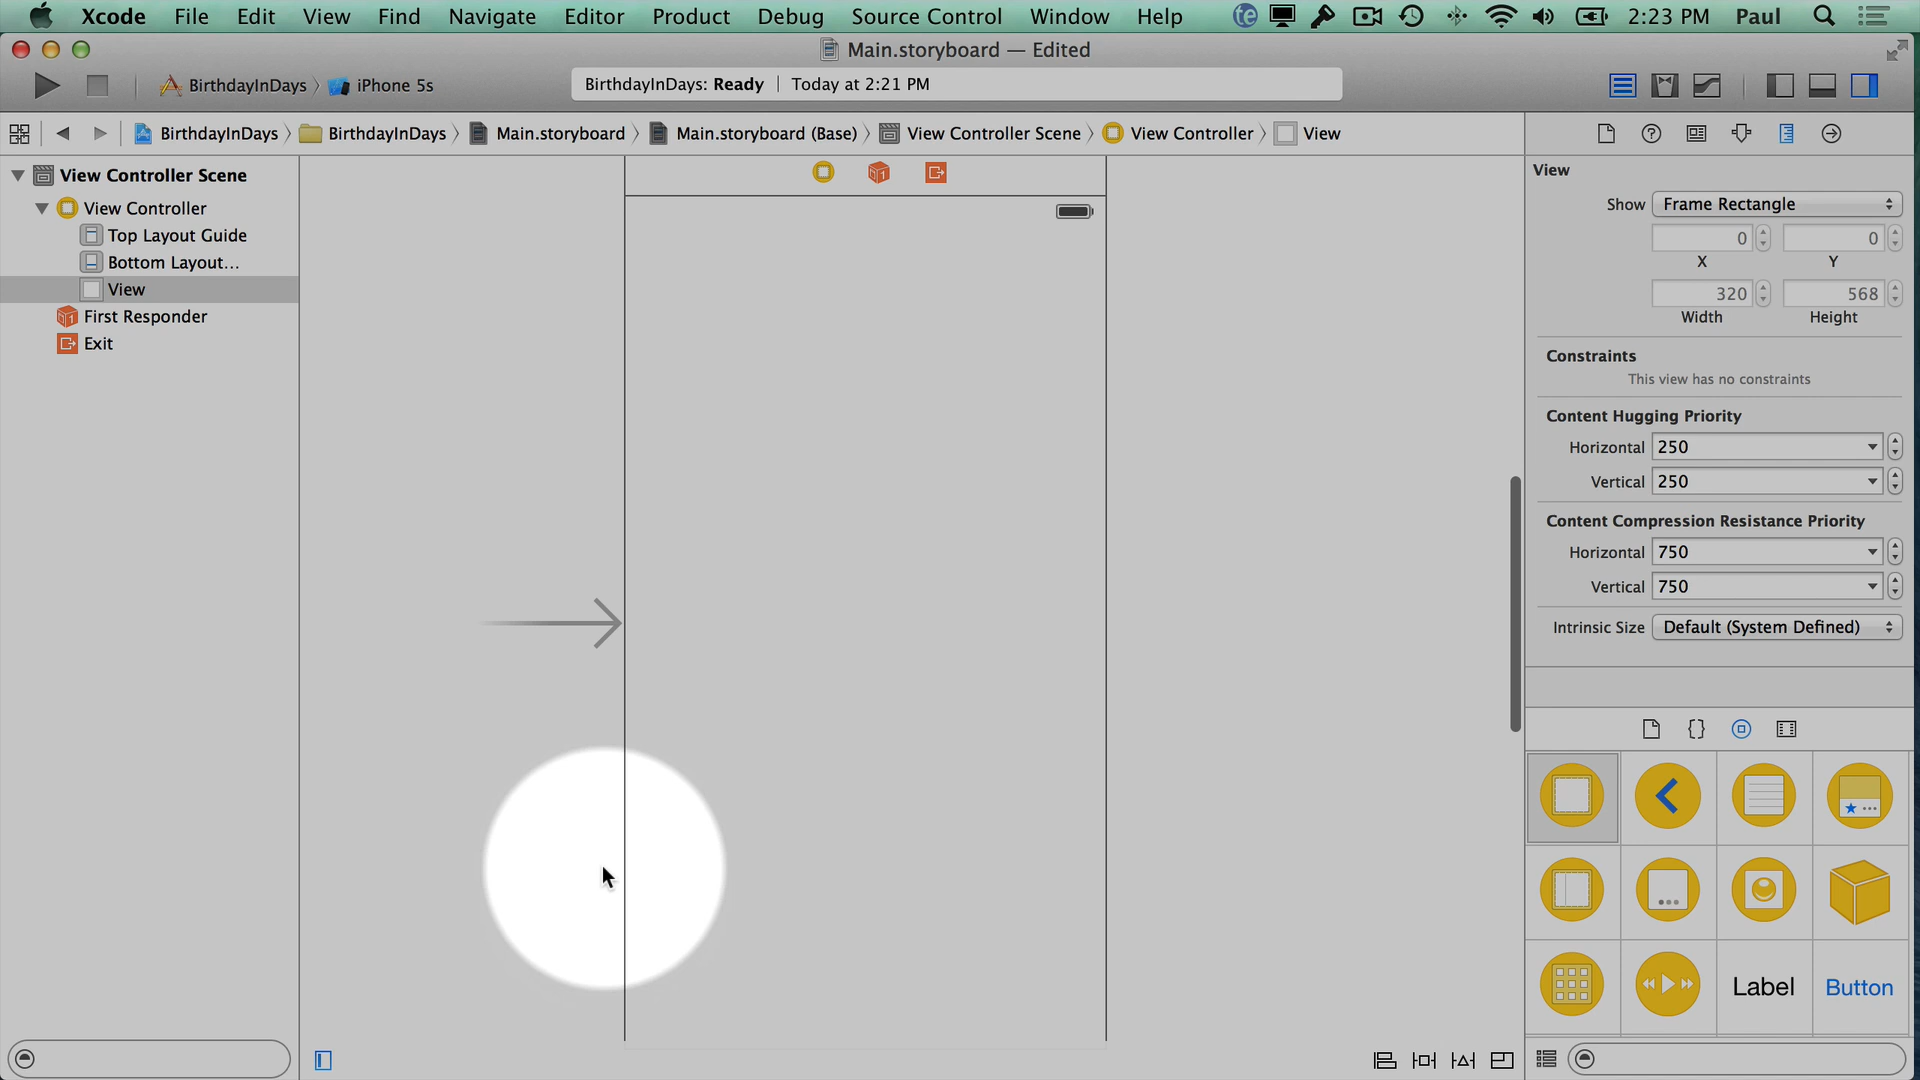 Xcode File Edit View Find Navigate Editor Product Debug Source Control Window Help te 2:23 PM Paul
Main.storyboard — Edited
BirthdayInDays iPhone 5s
BirthdayInDays: Ready Today at 2:21 PM
BirthdayInDays BirthdayInDays Main.storyboard Main.storyboard (Base) View Controller Scene View Controller View
View Controller Scene
View Controller
Top Layout Guide
Bottom Layout...
View
First Responder
Exit
View
Show Frame Rectangle
0 0
X Y
320 568
Width Height
Constraints
This view has no constraints
Content Hugging Priority
Horizontal 250
Vertical 250
Content Compression Resistance Priority
Horizontal 750
Vertical 750
Intrinsic Size Default (System Defined)
{}
Label Button